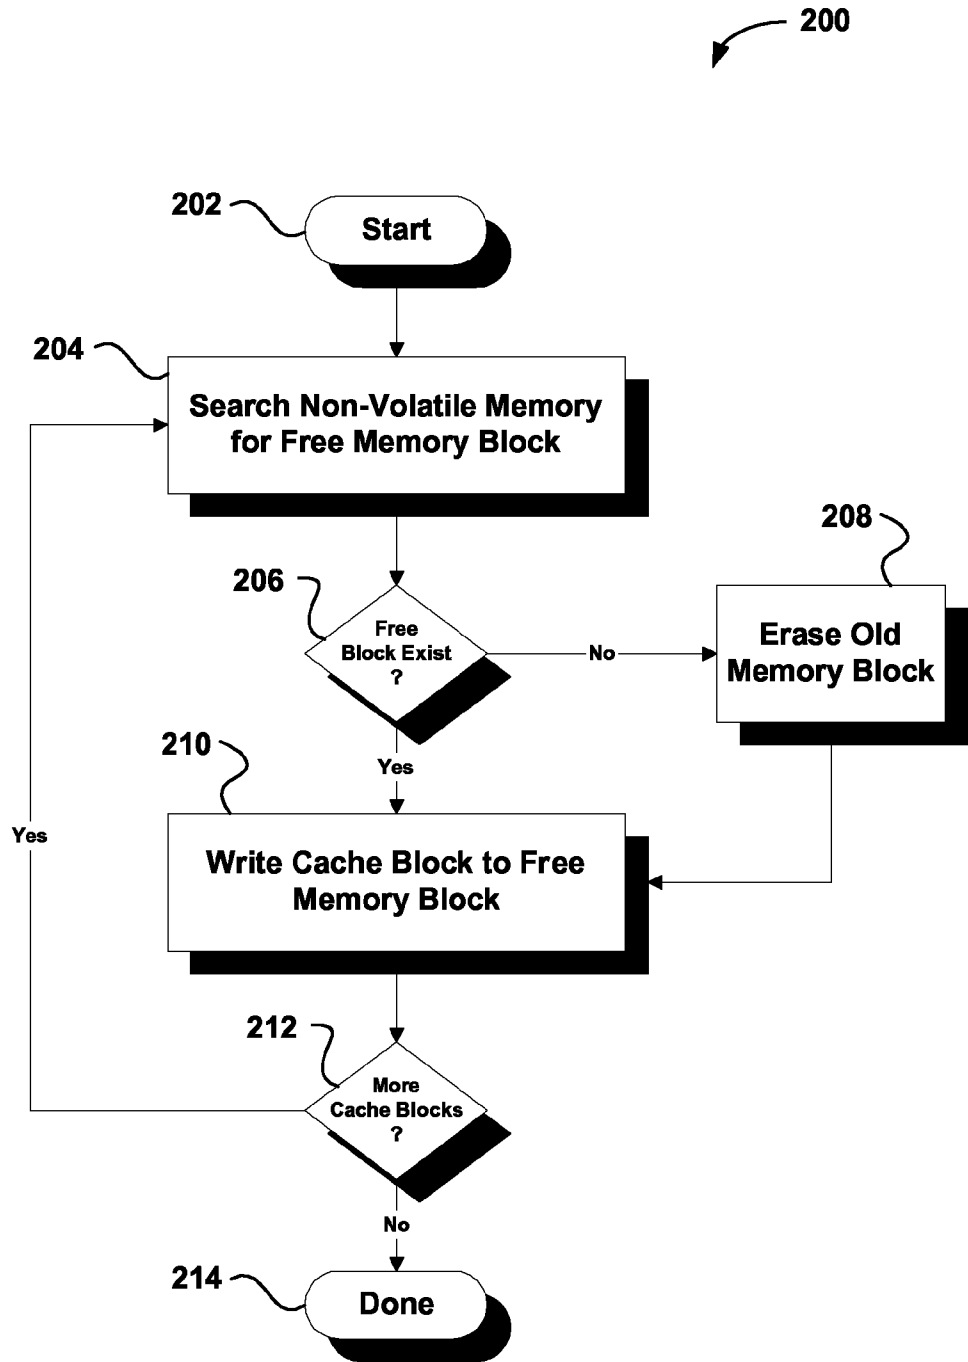 200
202
Start
204
Search Non-Volatile Memory
for Free Memory Block
206
Free
Block Exist
?
No
208
Erase Old
Memory Block
Yes
210
Write Cache Block to Free
Memory Block
Yes
212
More
Cache Blocks
?
No
214
Done